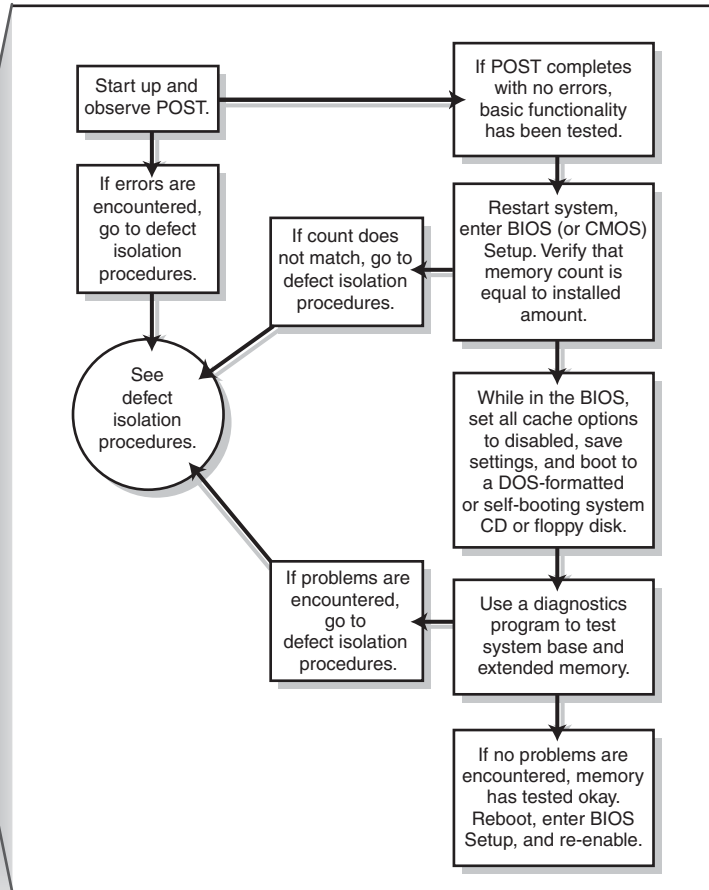 Start up and
observe POST.
If POST completes
with no errors,
basic functionality
has been tested.
If errors are
encountered,
go to defect
isolation
procedures.
Restart system,
enter BIOS (or CMOS)
Setup. Verify that
memory count is
equal to installed
amount.
If count does
not match, go to
defect isolation
procedures.
See
defect
isolation
procedures.
While in the BIOS,
set all cache options
to disabled, save
settings, and boot to
a DOS-formatted
or self-booting system
CD or floppy disk.
If problems are
encountered,
go to
defect isolation
procedures.
Use a diagnostics
program to test
system base and
extended memory.
If no problems are
encountered, memory
has tested okay.
Reboot, enter BIOS
Setup, and re-enable.